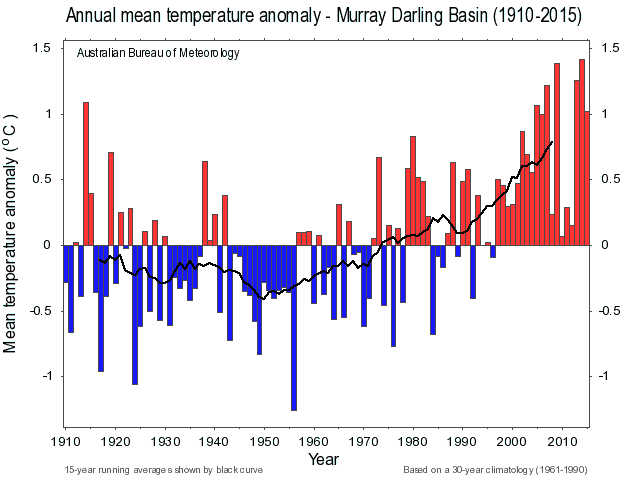 Annual mean temperature anomaly - Murray Darling Basin (1910-2015)
Australian Bureau of Meteorology
Mean temperature anomaly (°C)
1.5
1
0.5
0
-0.5
-1
1.5
1
0.5
0
-0.5
-1
1910 1920 1930 1940 1950 1960 1970 1980 1990 2000 2010
Year
15-year running averages shown by black curve
Based on a 30-year climatology (1961-1990)